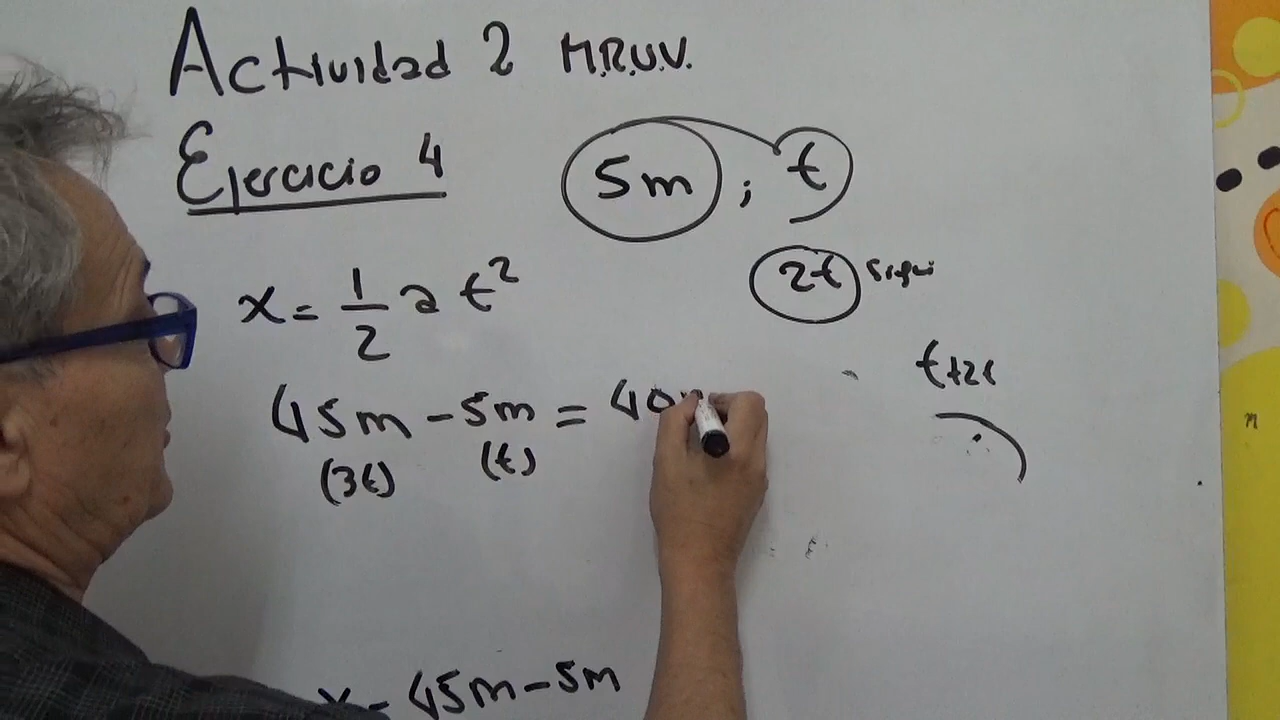 Actividad 2 M.R.U.V.
Ejercicio 4
5m ; t
2t
x = 1/2 a t²
t+2t
45m - 5m = 40
(3t) (t)
x = 45m - 5m